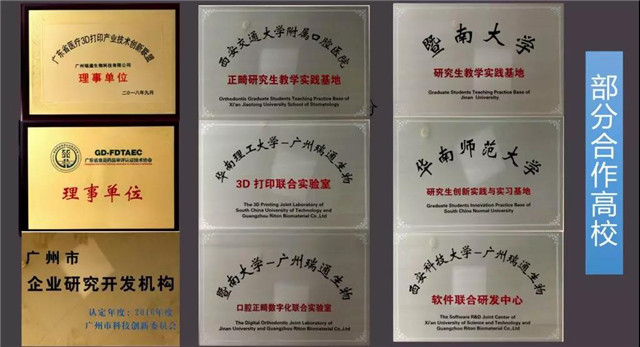 广东省医疗3D打印产业技术创新联盟
广州瑞通生物科技有限公司
理事单位
二〇一八年九月
西安交通大学附属口腔医院
正畸研究生教学实践基地
Orthodontic Graduate Students Teaching Practice Base of
Xi'an Jiaotong University School of Stomatology
暨南大学
研究生教学实践基地
Graduate Students Teaching Practice Base of
Jinan University
GD-FDTAEC
广东省食品药品审评认证技术协会
理事单位
华南理工大学-广州瑞通生物
3D 打印联合实验室
The 3D Printing Joint Laboratory of
South China University of Technology and
Guangzhou Riton Biomaterial Co.,Ltd
华南师范大学
研究生创新实践与实习基地
Graduate Students Innovation Practice Base of
South China Normal University
广州市
企业研究开发机构
认定年度：2016年度
广州市科技创新委员会
暨南大学-广州瑞通生物
口腔正畸数字化联合实验室
The Digital Orthodontic Joint Laboratory of
Jinan University and Guangzhou Riton Biomaterial Co.,Ltd
西安科技大学-广州瑞通生物
软件联合研发中心
The Software R&D Joint Center of
Xi'an University of Science and Technology and
Guangzhou Riton Biomaterial Co.,Ltd
部分合作高校